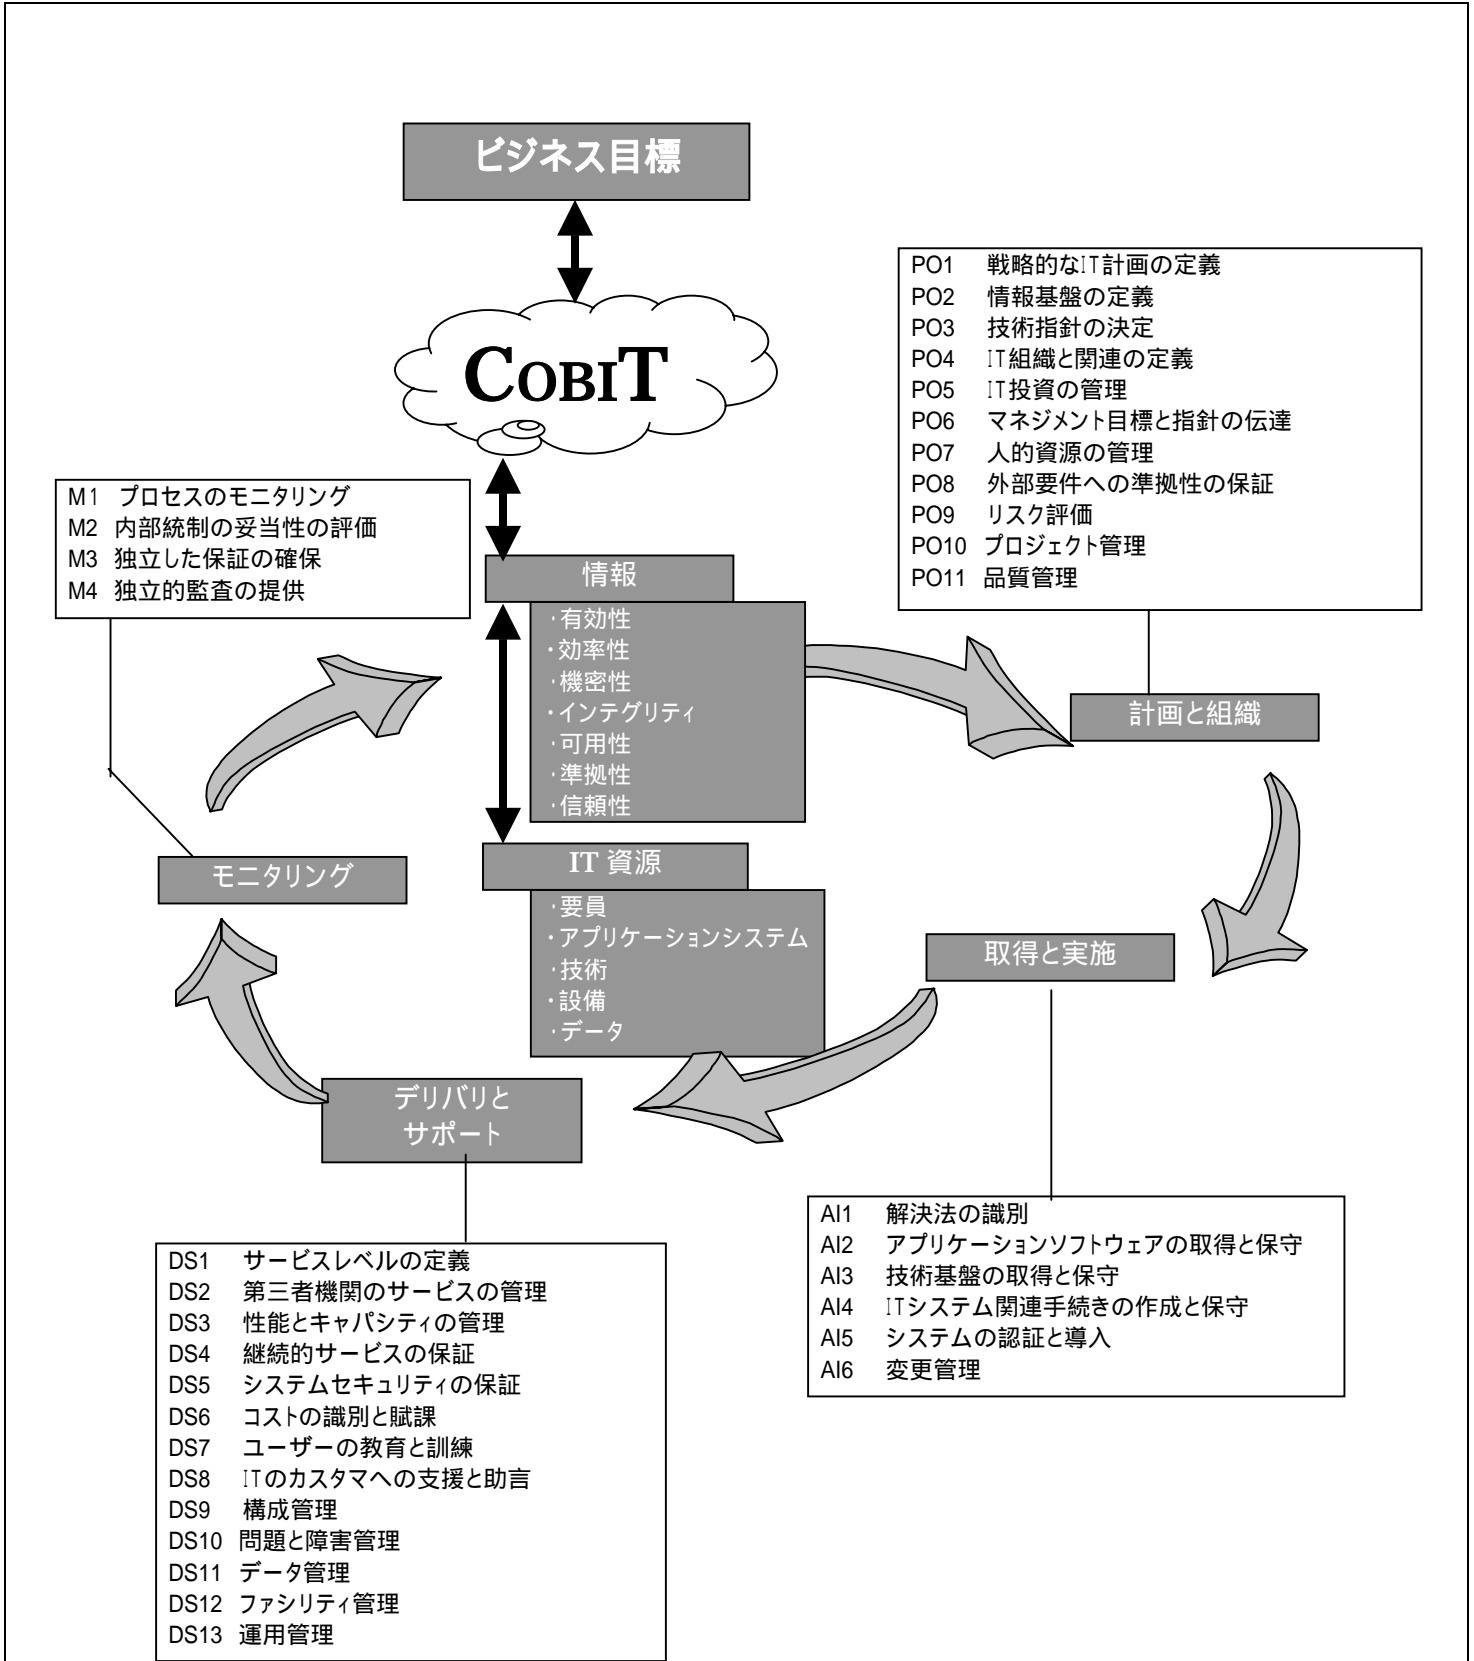 ビジネス目標
COBIT
PO1 戦略的なIT計画の定義
PO2 情報基盤の定義
PO3 技術指針の決定
PO4 IT組織と関連の定義
PO5 IT投資の管理
PO6 マネジメント目標と指針の伝達
PO7 人的資源の管理
PO8 外部要件への準拠性の保証
PO9 リスク評価
PO10 プロジェクト管理
PO11 品質管理
M1 プロセスのモニタリング
M2 内部統制の妥当性の評価
M3 独立した保証の確保
M4 独立的監査の提供
情報
・有効性
・効率性
・機密性
・インテグリティ
・可用性
・準拠性
・信頼性
計画と組織
モニタリング
IT 資源
・要員
・アプリケーションシステム
・技術
・設備
・データ
取得と実施
デリバリと
サポート
AI1 解決法の識別
AI2 アプリケーションソフトウェアの取得と保守
AI3 技術基盤の取得と保守
AI4 ITシステム関連手続きの作成と保守
AI5 システムの認証と導入
AI6 変更管理
DS1 サービスレベルの定義
DS2 第三者機関のサービスの管理
DS3 性能とキャパシティの管理
DS4 継続的サービスの保証
DS5 システムセキュリティの保証
DS6 コストの識別と賦課
DS7 ユーザーの教育と訓練
DS8 ITのカスタマへの支援と助言
DS9 構成管理
DS10 問題と障害管理
DS11 データ管理
DS12 ファシリティ管理
DS13 運用管理